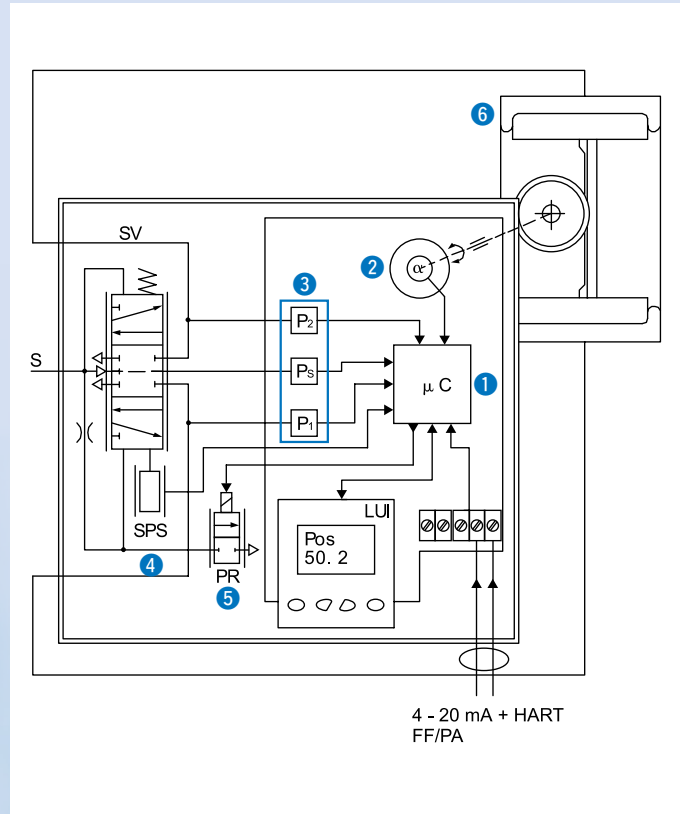 6
SV
2
α
3
P2
S
PS
μ C
1
P1
LUI
SPS
Pos
50. 2
4
PR
5
4 - 20 mA + HART
FF/PA